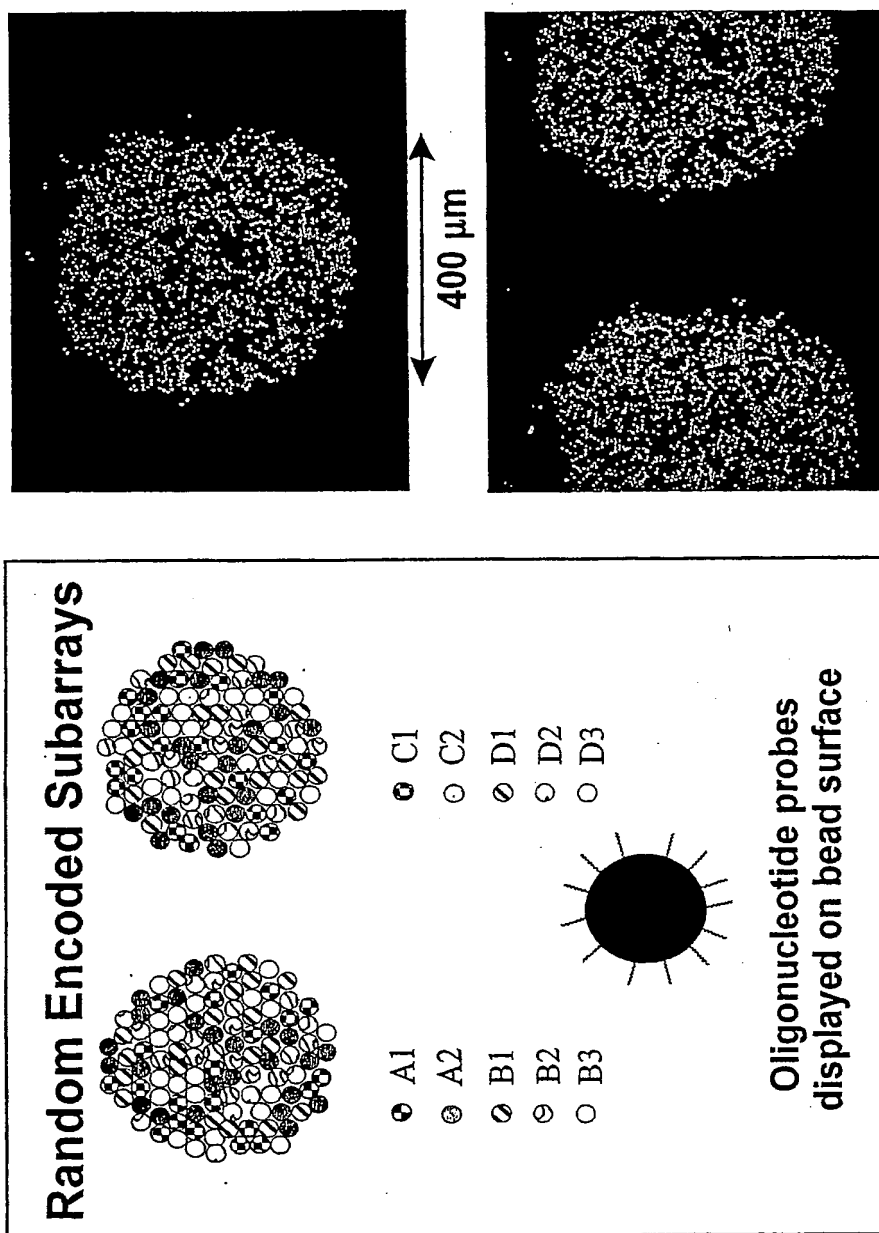 Random Encoded Subarrays
A1
A2
B1
B2
B3
C1
C2
D1
D2
D3
Oligonucleotide probes
displayed on bead surface
400 μm